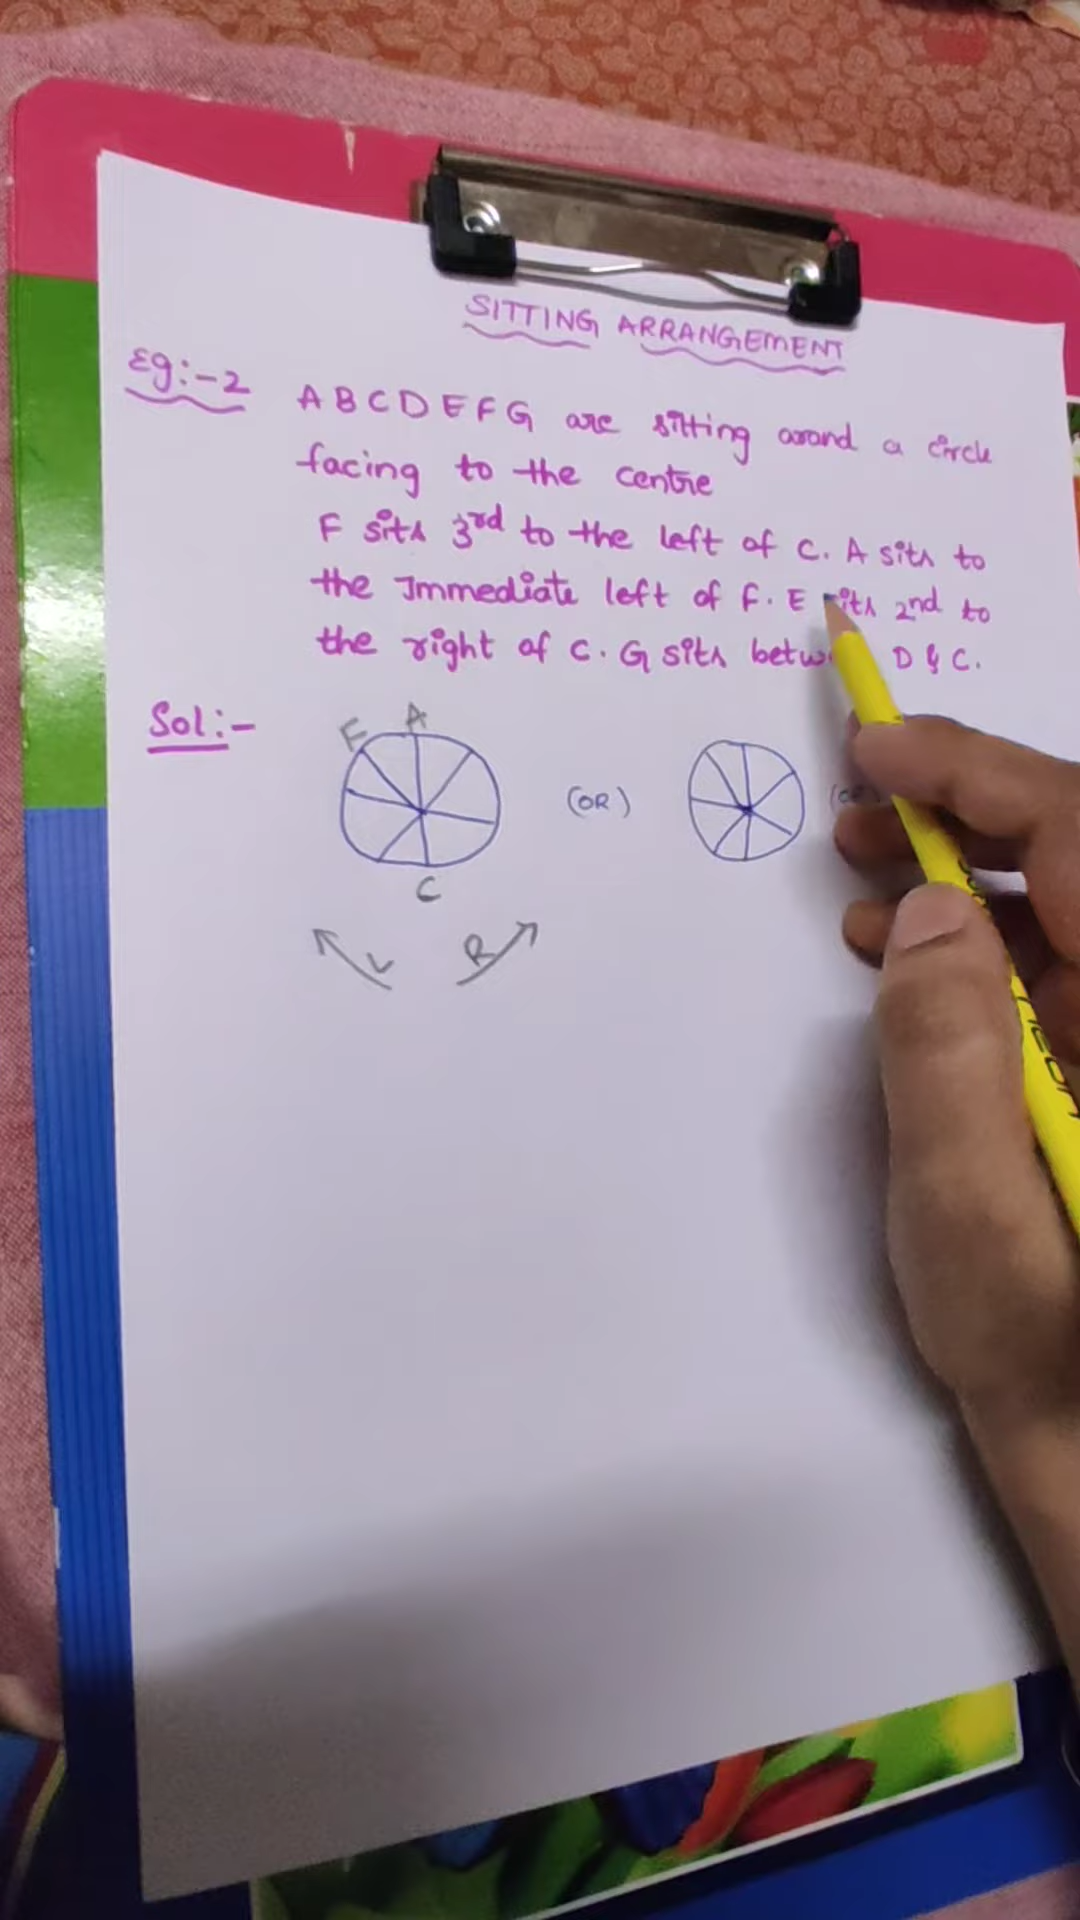 SITTING ARRANGEMENT
Eg:-2 A B C D E F G are sitting arond a circle
facing to the centre
F sits 3rd to the left of C. A sits to
the Immediate left of F. E sits 2nd to
the right of C. G sits D & C.
Sol:-
E A
(OR)
C
L R